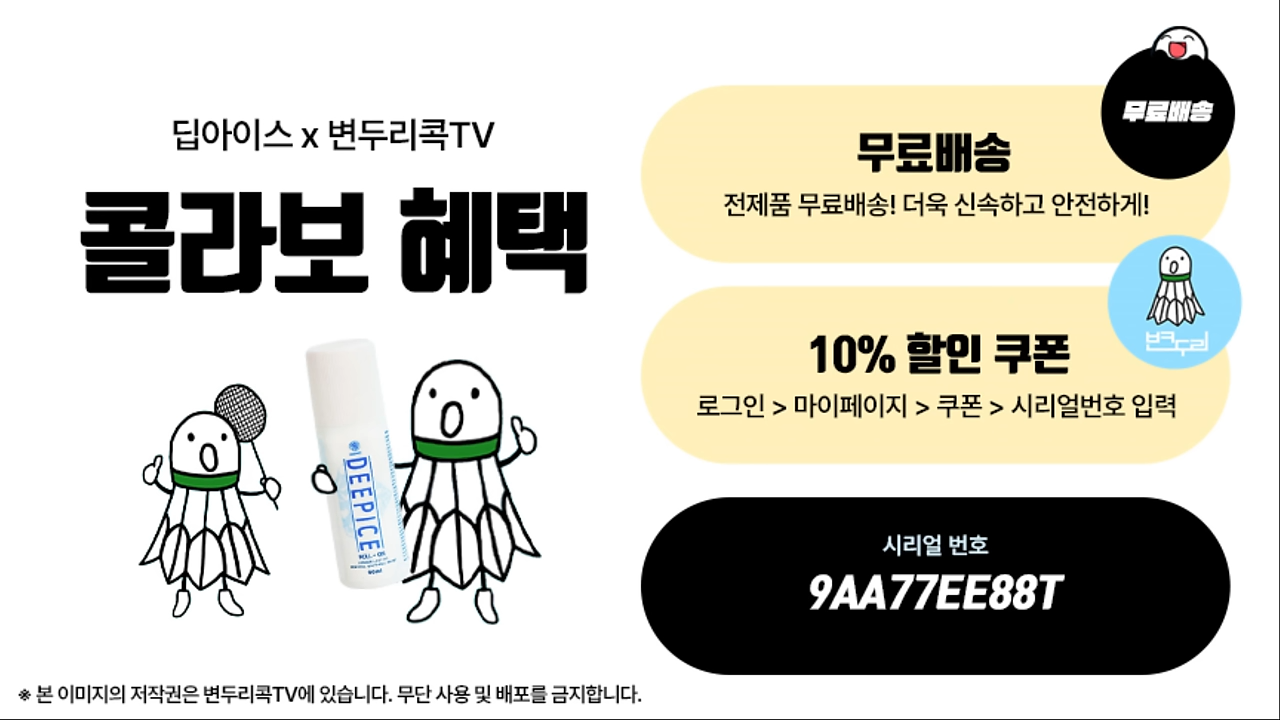 딥아이스 x 변두리콕TV
콜라보 혜택
DEEPICE
ROLL - ON
무료배송
무료배송
전제품 무료배송! 더욱 신속하고 안전하게!
변두리
10% 할인 쿠폰
로그인 > 마이페이지 > 쿠폰 > 시리얼번호 입력
시리얼 번호
9AA77EE88T
※ 본 이미지의 저작권은 변두리콕TV에 있습니다. 무단 사용 및 배포를 금지합니다.